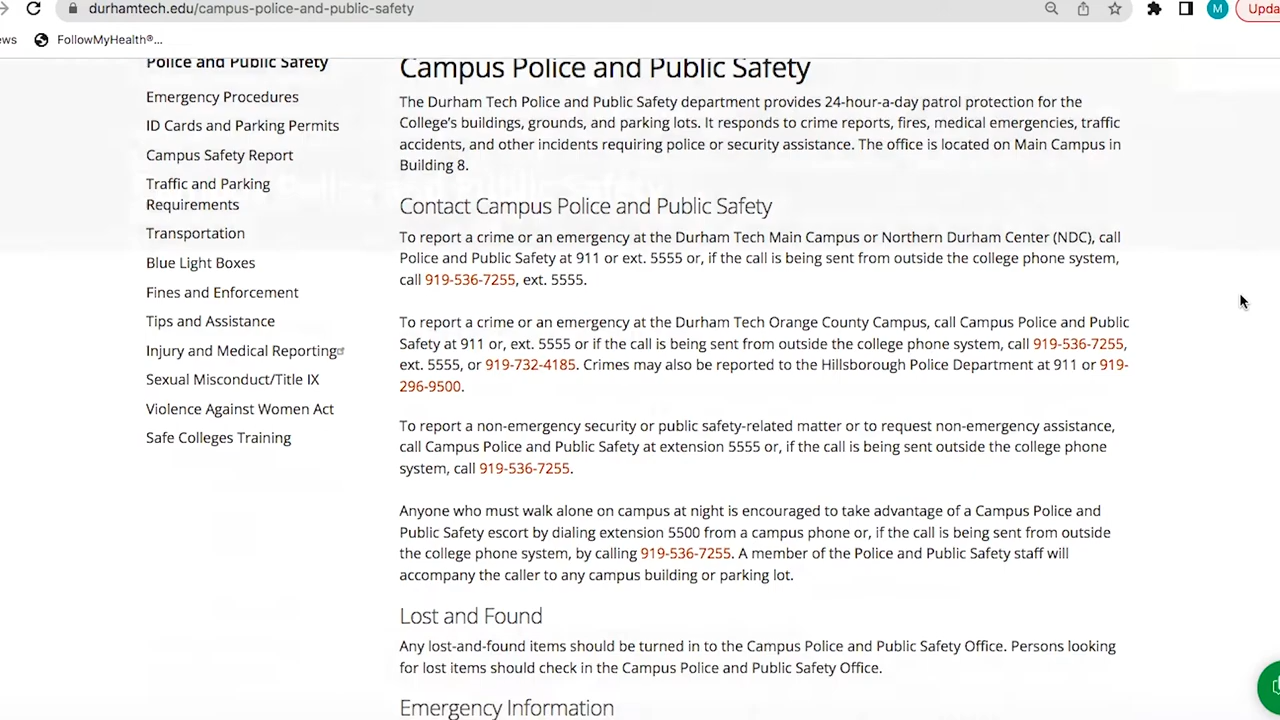 durhamtech.edu/campus-police-and-public-safety
M
Upda
ews
FollowMyHealth®...
Police and Public Safety
Emergency Procedures
ID Cards and Parking Permits
Campus Safety Report
Traffic and Parking
Requirements
Transportation
Blue Light Boxes
Fines and Enforcement
Tips and Assistance
Injury and Medical Reporting
Sexual Misconduct/Title IX
Violence Against Women Act
Safe Colleges Training
Campus Police and Public Safety
The Durham Tech Police and Public Safety department provides 24-hour-a-day patrol protection for the
College's buildings, grounds, and parking lots. It responds to crime reports, fires, medical emergencies, traffic
accidents, and other incidents requiring police or security assistance. The office is located on Main Campus in
Building 8.
Contact Campus Police and Public Safety
To report a crime or an emergency at the Durham Tech Main Campus or Northern Durham Center (NDC), call
Police and Public Safety at 911 or ext. 5555 or, if the call is being sent from outside the college phone system,
call 919-536-7255, ext. 5555.
To report a crime or an emergency at the Durham Tech Orange County Campus, call Campus Police and Public
Safety at 911 or, ext. 5555 or if the call is being sent from outside the college phone system, call 919-536-7255,
ext. 5555, or 919-732-4185. Crimes may also be reported to the Hillsborough Police Department at 911 or 919-
296-9500.
To report a non-emergency security or public safety-related matter or to request non-emergency assistance,
call Campus Police and Public Safety at extension 5555 or, if the call is being sent outside the college phone
system, call 919-536-7255.
Anyone who must walk alone on campus at night is encouraged to take advantage of a Campus Police and
Public Safety escort by dialing extension 5500 from a campus phone or, if the call is being sent from outside
the college phone system, by calling 919-536-7255. A member of the Police and Public Safety staff will
accompany the caller to any campus building or parking lot.
Lost and Found
Any lost-and-found items should be turned in to the Campus Police and Public Safety Office. Persons looking
for lost items should check in the Campus Police and Public Safety Office.
Emergency Information